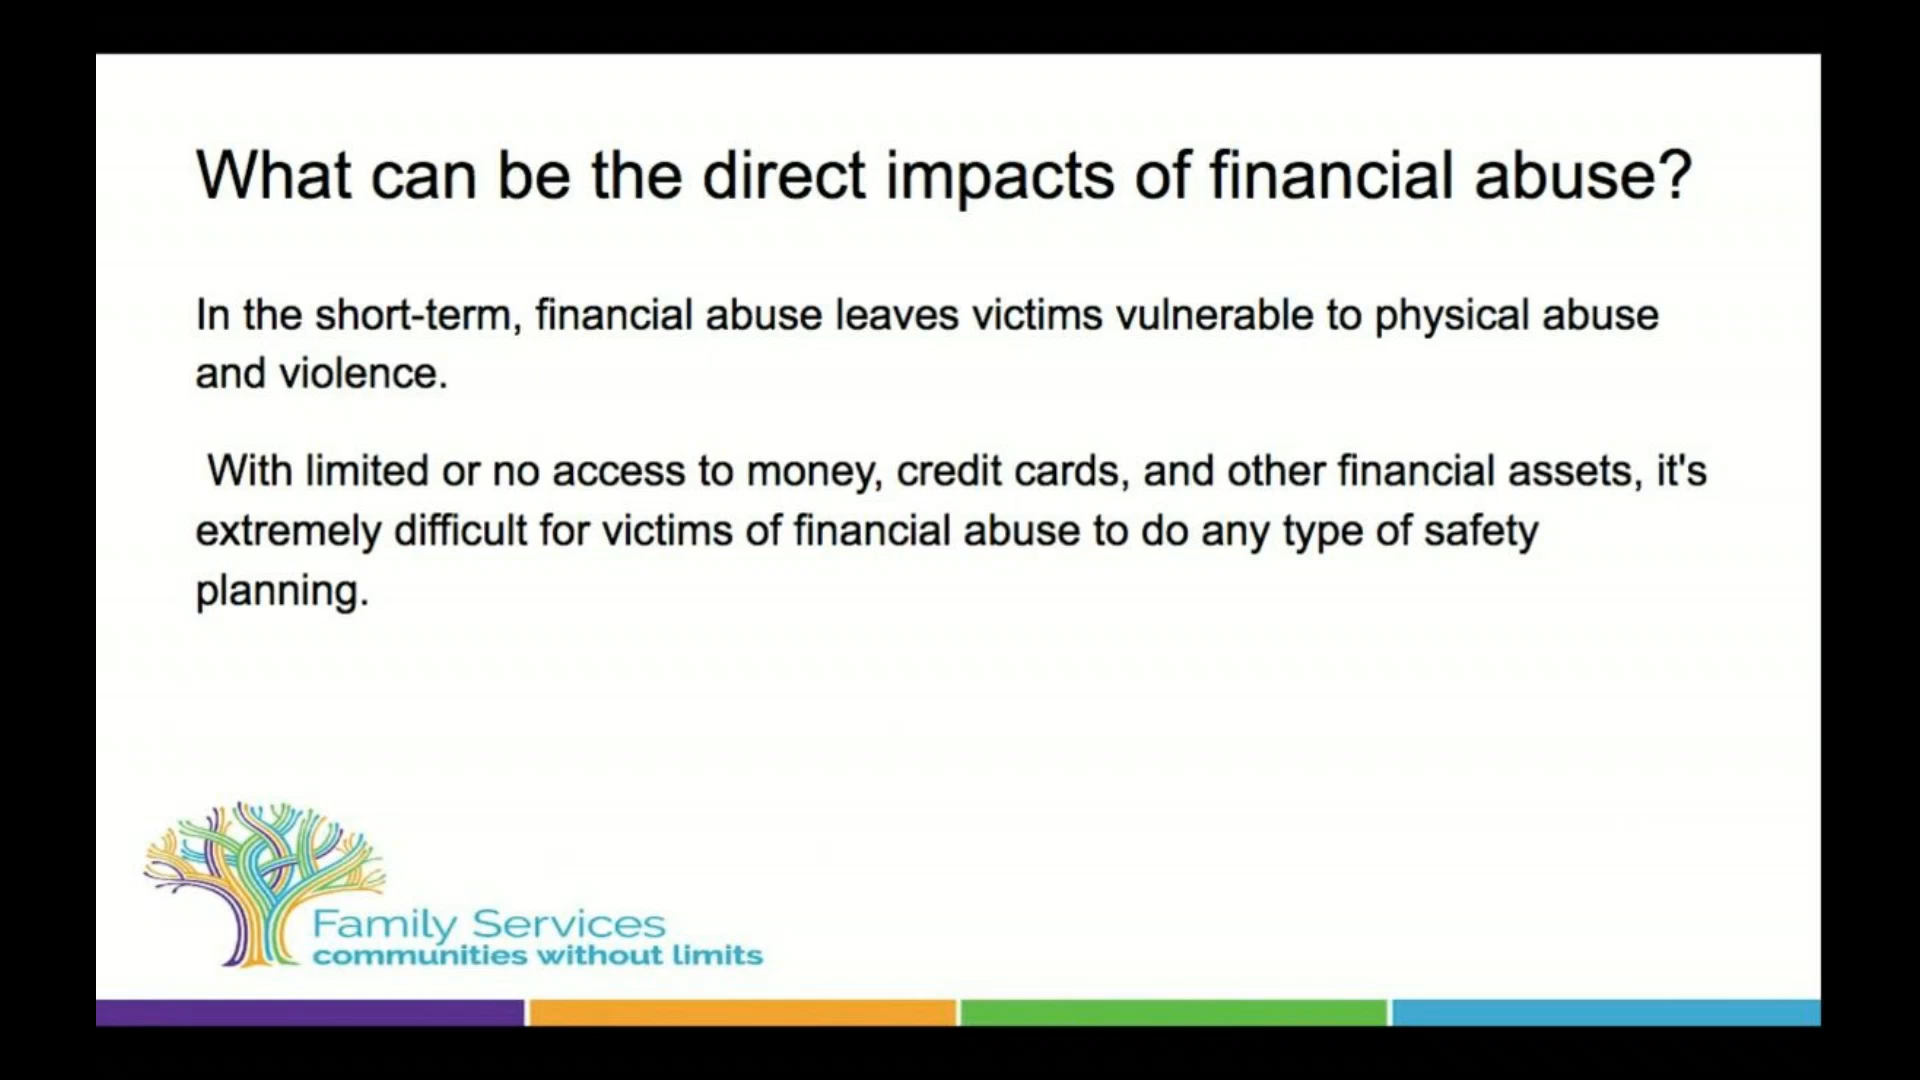 What can be the direct impacts of financial abuse?
In the short-term, financial abuse leaves victims vulnerable to physical abuse
and violence.
With limited or no access to money, credit cards, and other financial assets, it's
extremely difficult for victims of financial abuse to do any type of safety
planning.
Family Services
communities without limits